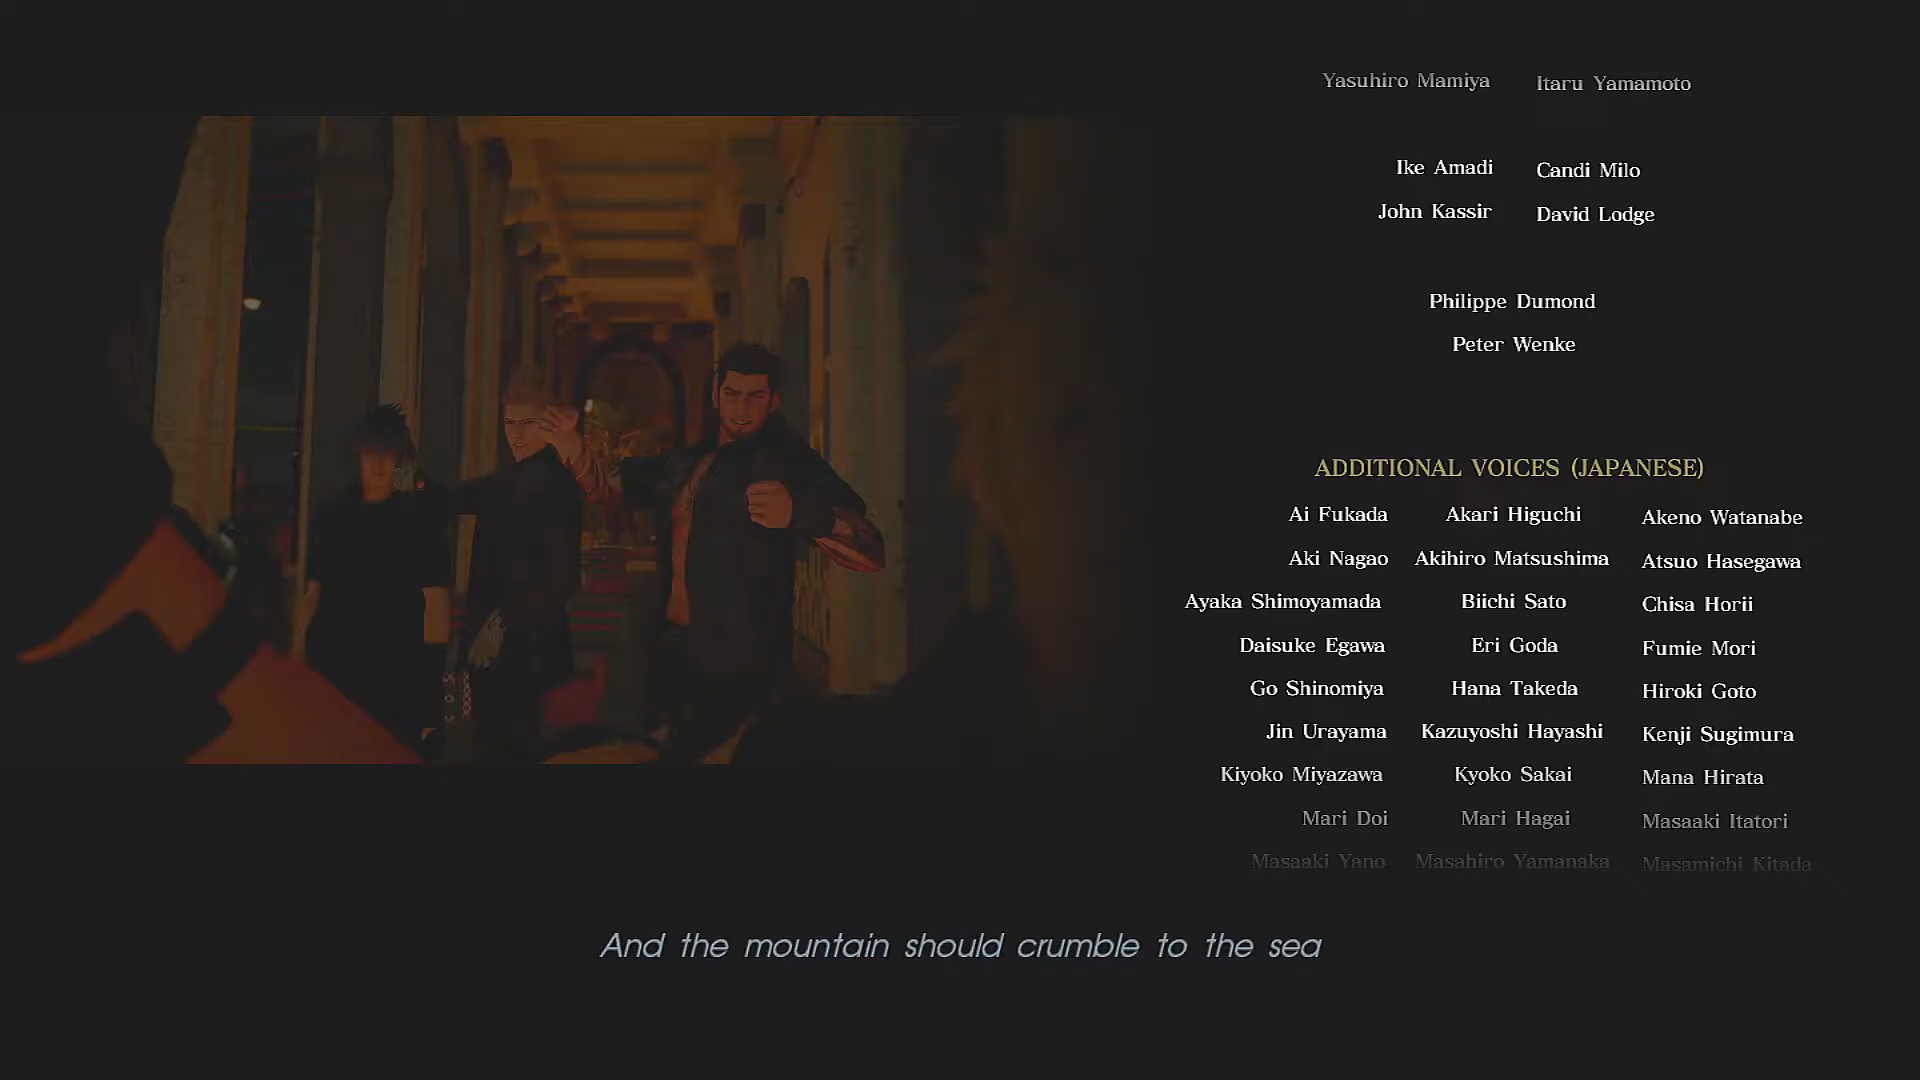 Yasuhiro Mamiya Itaru Yamamoto
Ike Amadi Candi Milo
John Kassir David Lodge
Philippe Dumond
Peter Wenke
ADDITIONAL VOICES (JAPANESE)
Ai Fukada Akari Higuchi Akeno Watanabe
Aki Nagao Akihiro Matsushima Atsuo Hasegawa
Ayaka Shimoyamada Biichi Sato Chisa Horii
Daisuke Egawa Eri Goda Fumie Mori
Go Shinomiya Hana Takeda Hiroki Goto
Jin Urayama Kazuyoshi Hayashi Kenji Sugimura
Kiyoko Miyazawa Kyoko Sakai Mana Hirata
Mari Doi Mari Hagai Masaaki Itatori
Masaaki Yano Masahiro Yamanaka Masamichi Kitada
And the mountain should crumble to the sea